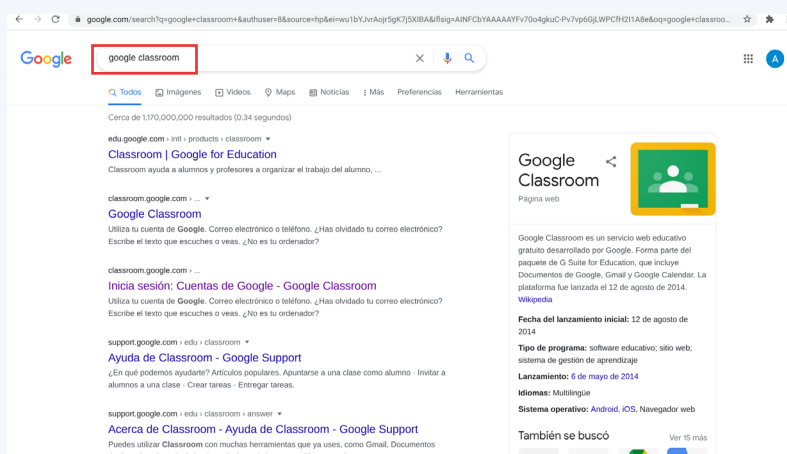 google.com/search?q=google+classroom+&authuser=8&source=hp&ei=wu1bYJvrAojr5gK7j5XIBA&iflsig=AINFCbYAAAAAYFv70o4gkuC-Pv7vp6GjLWPCfH2I1A8e&oq=google+classroo...
Google
google classroom
A
Todos Imágenes Videos Maps Noticias Más Preferencias Herramientas
Cerca de 1,170,000,000 resultados (0.34 segundos)
edu.google.com › intl › products › classroom
Classroom | Google for Education
Classroom ayuda a alumnos y profesores a organizar el trabajo del alumno, ...
classroom.google.com › ...
Google Classroom
Utiliza tu cuenta de Google. Correo electrónico o teléfono. ¿Has olvidado tu correo electrónico?
Escribe el texto que escuches o veas. ¿No es tu ordenador?
classroom.google.com › ...
Inicia sesión: Cuentas de Google - Google Classroom
Utiliza tu cuenta de Google. Correo electrónico o teléfono. ¿Has olvidado tu correo electrónico?
Escribe el texto que escuches o veas. ¿No es tu ordenador?
support.google.com › edu › classroom
Ayuda de Classroom - Google Support
¿En qué podemos ayudarte? Artículos populares. Apuntarse a una clase como alumno · Invitar a
alumnos a una clase · Crear tareas · Entregar tareas.
support.google.com › edu › classroom › answer
Acerca de Classroom - Ayuda de Classroom - Google Support
Puedes utilizar Classroom con muchas herramientas que ya uses, como Gmail, Documentos
Google
Classroom
Página web
Google Classroom es un servicio web educativo
gratuito desarrollado por Google. Forma parte del
paquete de G Suite for Education, que incluye
Documentos de Google, Gmail y Google Calendar. La
plataforma fue lanzada el 12 de agosto de 2014.
Wikipedia
Fecha del lanzamiento inicial: 12 de agosto de
2014
Tipo de programa: software educativo; sitio web;
sistema de gestión de aprendizaje
Lanzamiento: 6 de mayo de 2014
Idiomas: Multilingüe
Sistema operativo: Android, iOS, Navegador web
También se buscó Ver 15 más